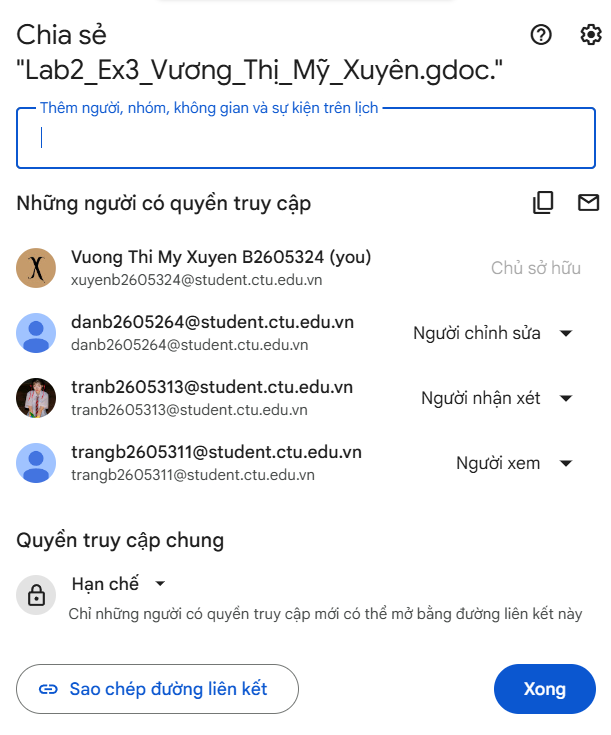 Chia sẻ
"Lab2_Ex3_Vương_Thị_Mỹ_Xuyên.gdoc."
Thêm người, nhóm, không gian và sự kiện trên lịch
Những người có quyền truy cập
X
Vuong Thi My Xuyen B2605324 (you)
xuyenb2605324@student.ctu.edu.vn
Chủ sở hữu
danb2605264@student.ctu.edu.vn
danb2605264@student.ctu.edu.vn
Người chỉnh sửa
tranb2605313@student.ctu.edu.vn
tranb2605313@student.ctu.edu.vn
Người nhận xét
trangb2605311@student.ctu.edu.vn
trangb2605311@student.ctu.edu.vn
Người xem
Quyền truy cập chung
Hạn chế
Chỉ những người có quyền truy cập mới có thể mở bằng đường liên kết này
Sao chép đường liên kết
Xong